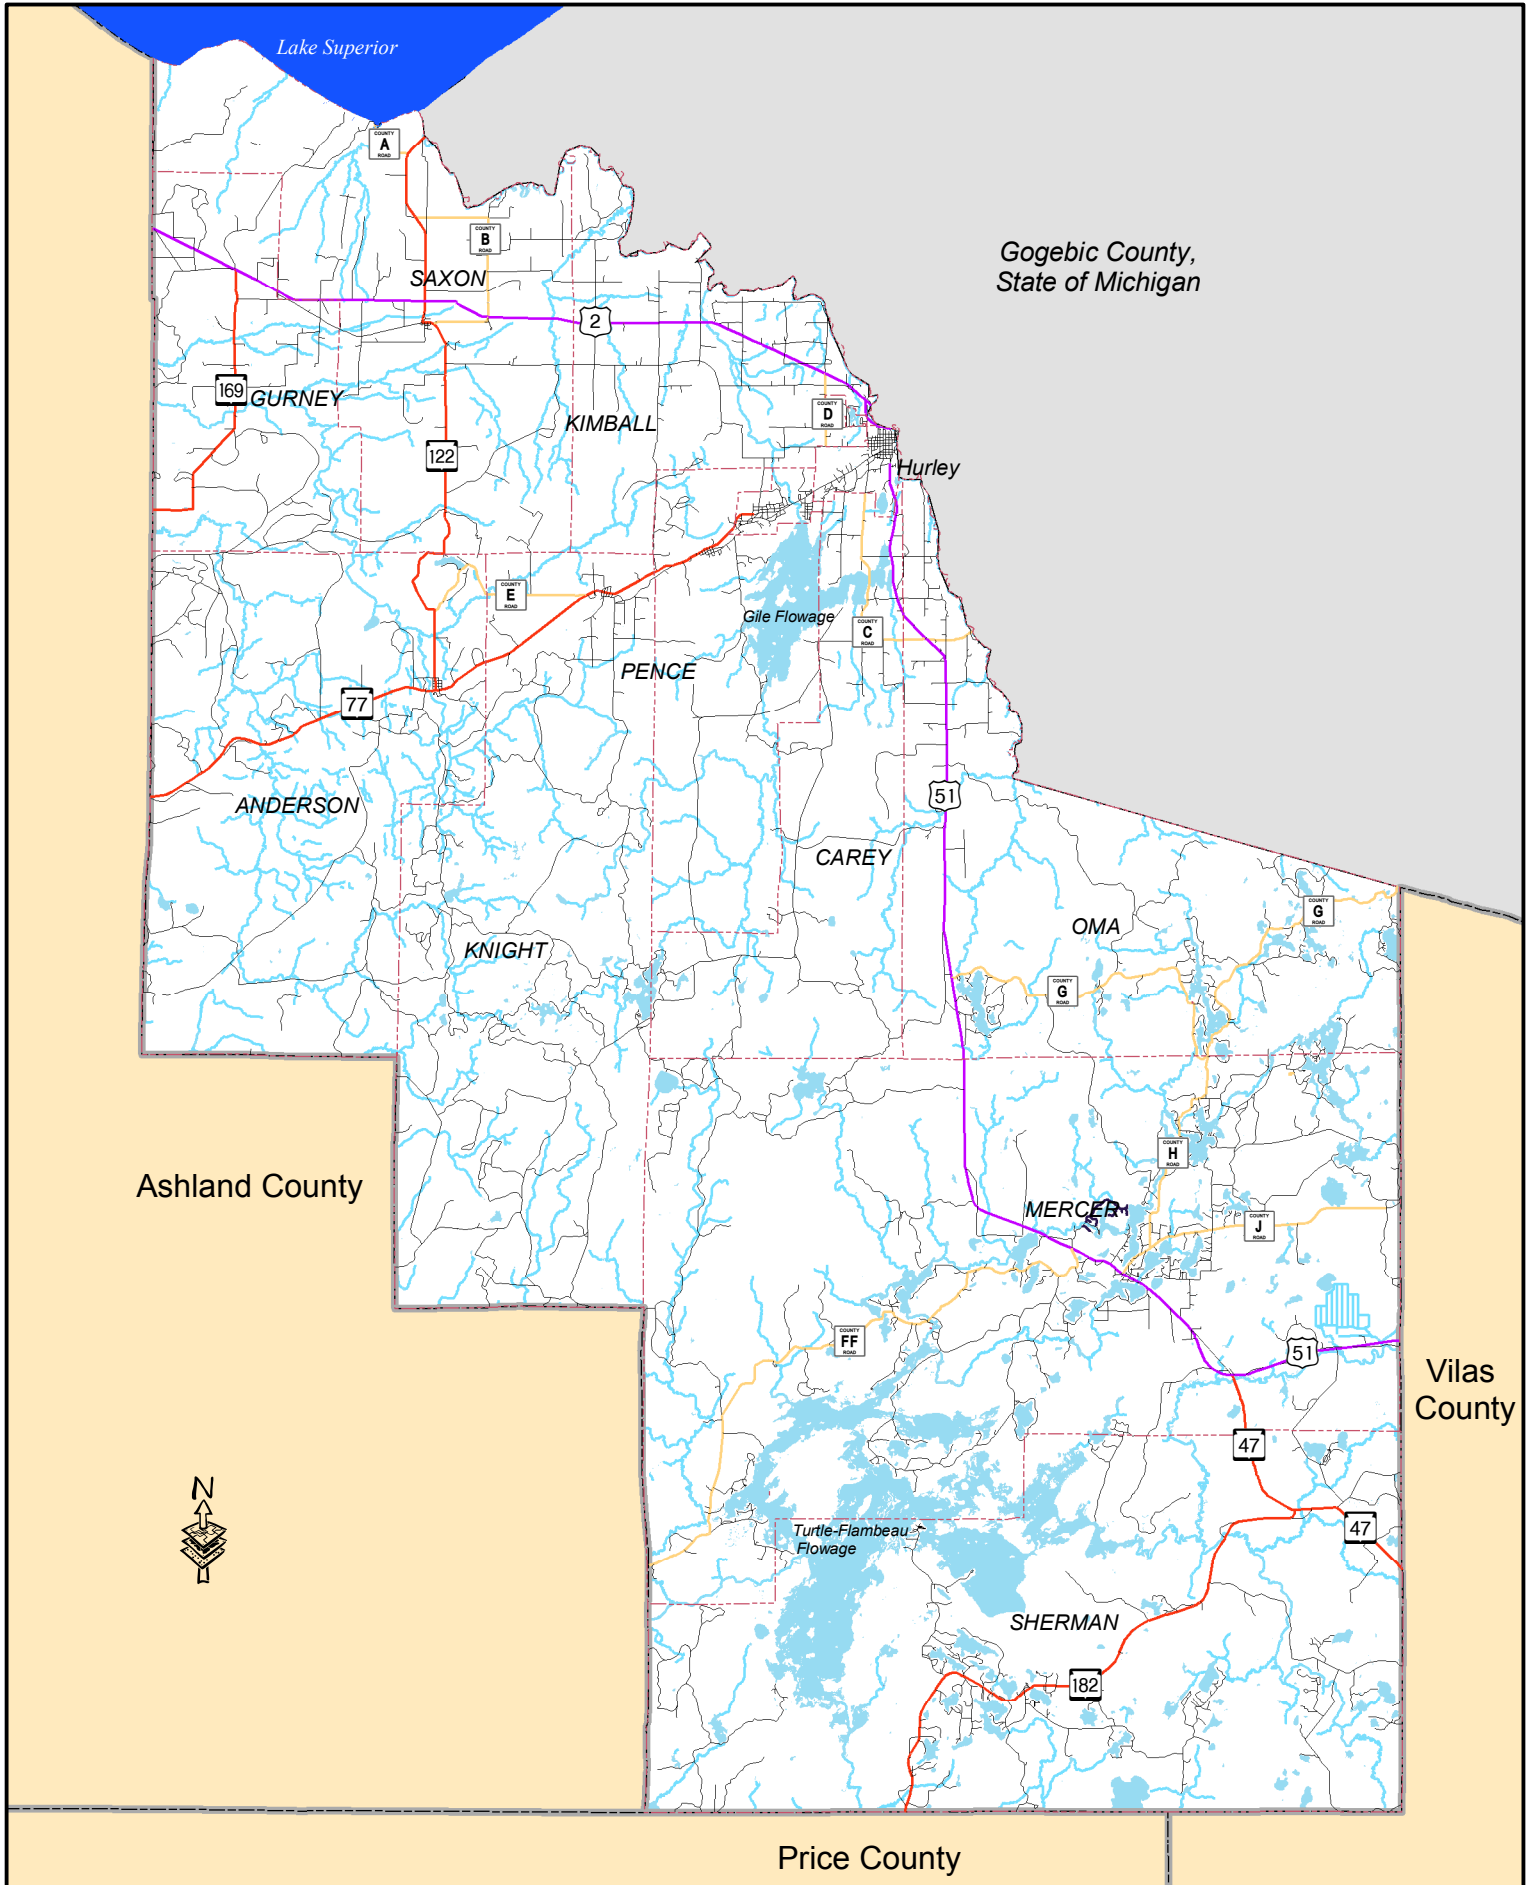 Lake Superior
COUNTY
A
ROAD
COUNTY
B
ROAD
Gogebic County,
State of Michigan
SAXON
2
169
GURNEY
KIMBALL
COUNTY
D
ROAD
122
Hurley
COUNTY
E
ROAD
Gile Flowage
COUNTY
C
ROAD
PENCE
77
51
ANDERSON
CAREY
COUNTY
G
ROAD
OMA
KNIGHT
COUNTY
G
ROAD
COUNTY
H
ROAD
Ashland County
MERCER
COUNTY
J
ROAD
COUNTY
FF
ROAD
51
Vilas
County
47
N
47
Turtle-Flambeau
Flowage
SHERMAN
182
Price County